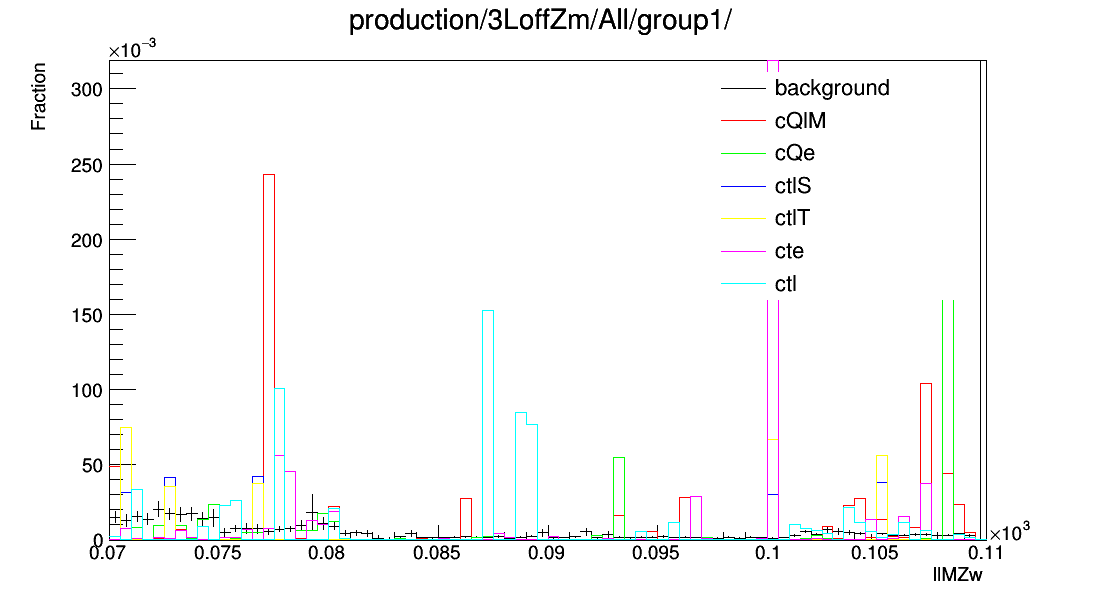 production/3LoffZm/All/group1/
×10⁻³
Fraction
300
250
200
150
100
50
0
background
cQlM
cQe
ctlS
ctlT
cte
ctl
0.07 0.075 0.08 0.085 0.09 0.095 0.1 0.105 0.11
×10³
llMZw